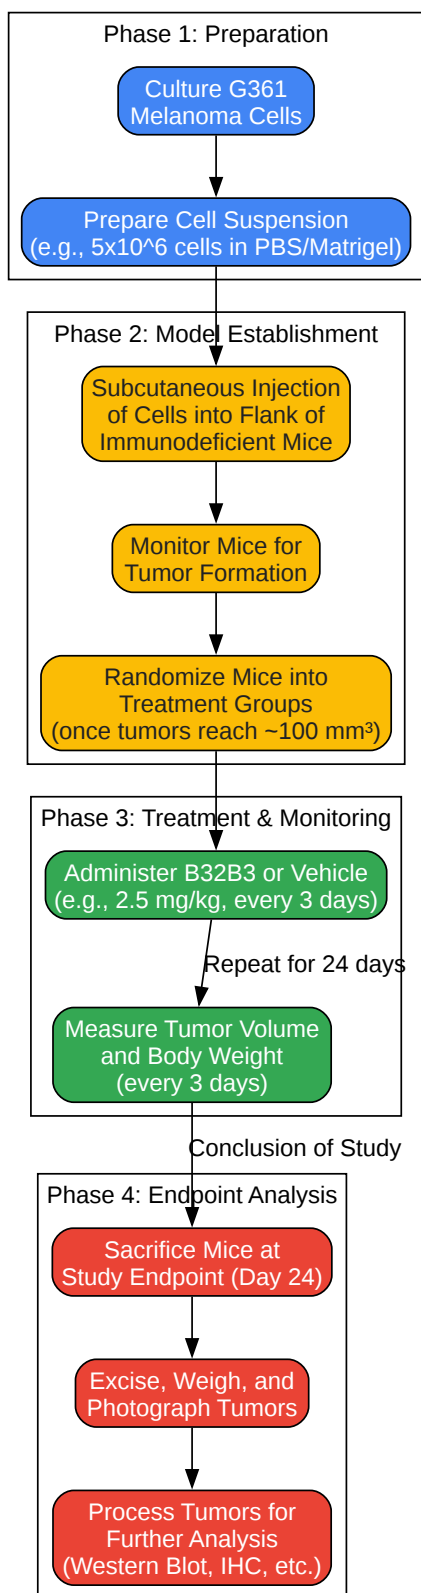 Phase 1: Preparation
Culture G361
Melanoma Cells
Prepare Cell Suspension
(e.g., 5x10^6 cells in PBS/Matrigel)
Phase 2: Model Establishment
Subcutaneous Injection
of Cells into Flank of
Immunodeficient Mice
Monitor Mice for
Tumor Formation
Randomize Mice into
Treatment Groups
(once tumors reach ~100 mm³)
Phase 3: Treatment & Monitoring
Administer B32B3 or Vehicle
(e.g., 2.5 mg/kg, every 3 days)
Repeat for 24 days
Measure Tumor Volume
and Body Weight
(every 3 days)
Conclusion of Study
Phase 4: Endpoint Analysis
Sacrifice Mice at
Study Endpoint (Day 24)
Excise, Weigh, and
Photograph Tumors
Process Tumors for
Further Analysis
(Western Blot, IHC, etc.)